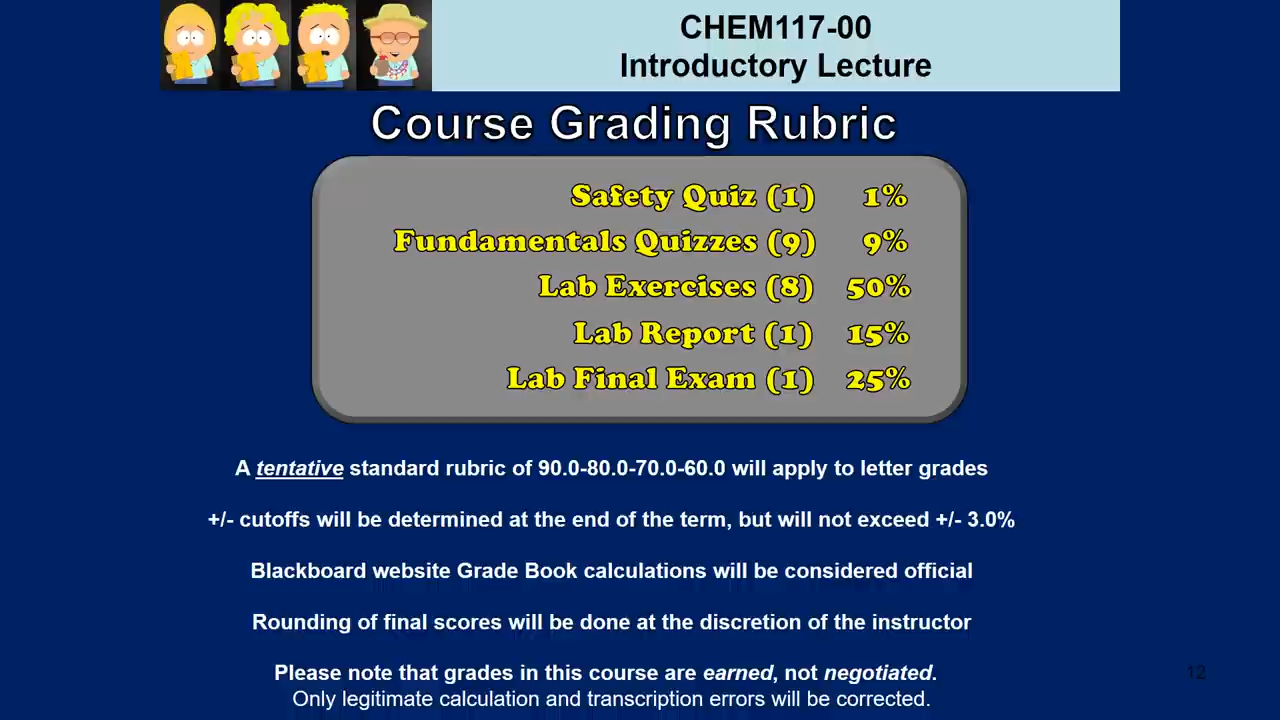 CHEM117-00
Introductory Lecture
Course Grading Rubric
Safety Quiz (1) 1%
Fundamentals Quizzes (9) 9%
Lab Exercises (8) 50%
Lab Report (1) 15%
Lab Final Exam (1) 25%
A tentative standard rubric of 90.0-80.0-70.0-60.0 will apply to letter grades
+/- cutoffs will be determined at the end of the term, but will not exceed +/- 3.0%
Blackboard website Grade Book calculations will be considered official
Rounding of final scores will be done at the discretion of the instructor
Please note that grades in this course are earned, not negotiated.
12
Only legitimate calculation and transcription errors will be corrected.